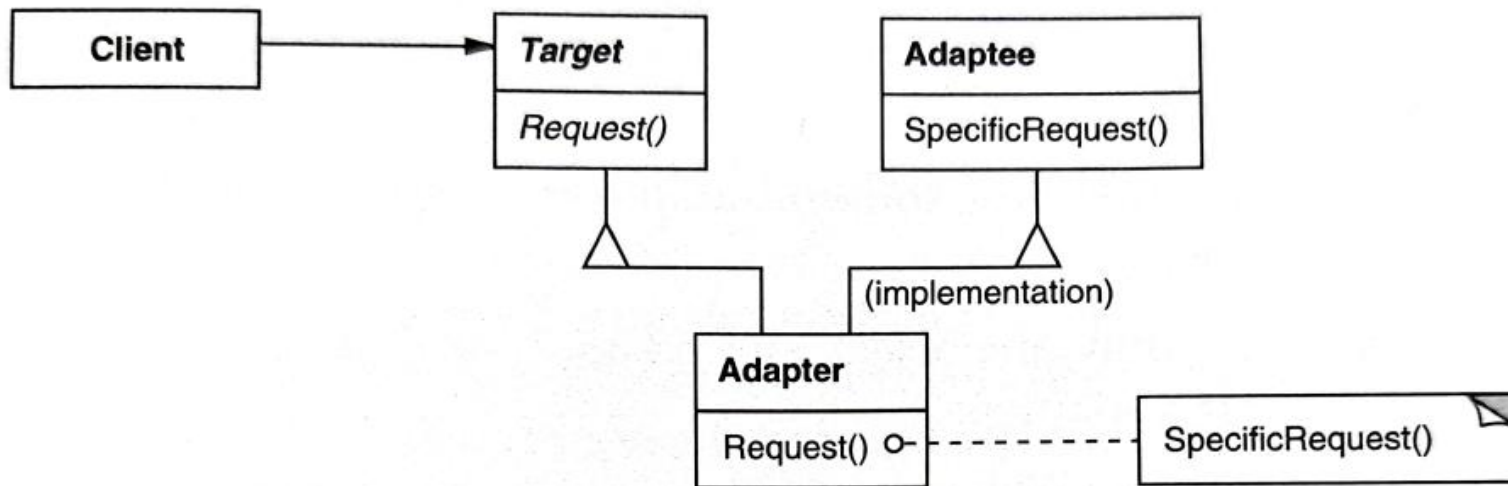 Client
Target
Request()
Adaptee
SpecificRequest()
(implementation)
Adapter
Request()
SpecificRequest()